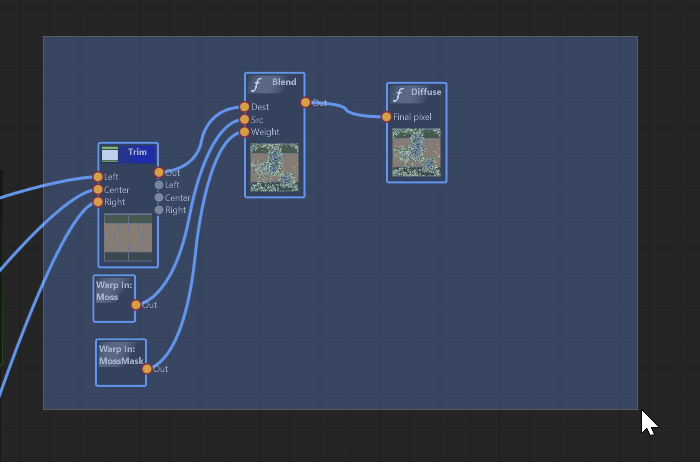 Blend
Dest
Src
Weight
Out
Diffuse
Final pixel
Trim
Left
Center
Right
Out
Left
Center
Right
Warp In:
Moss
Out
Warp In:
MossMask
Out